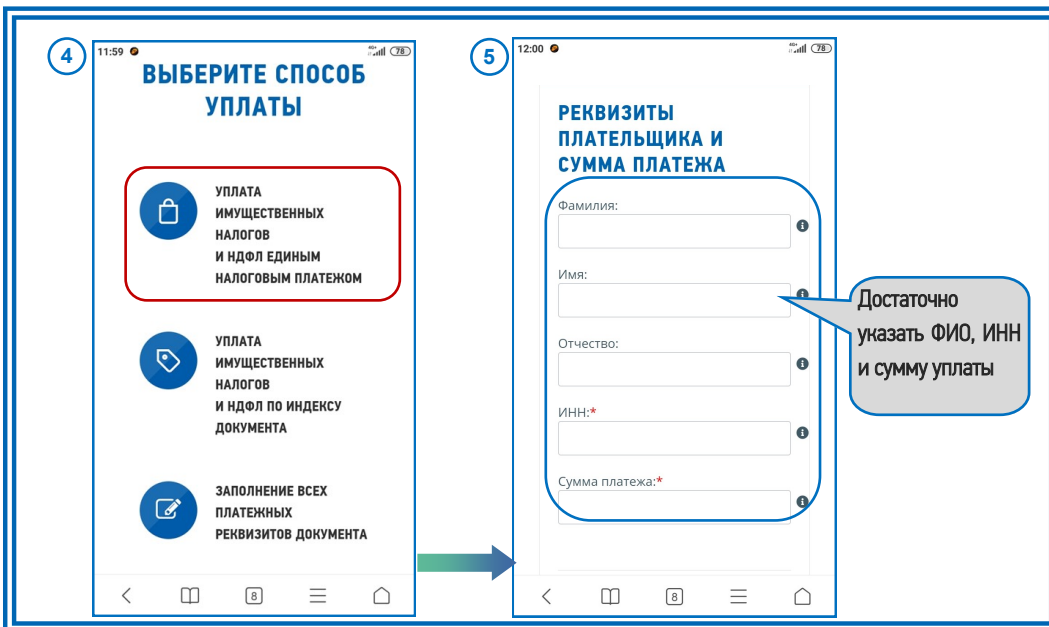 4
11:59
4G+
78
ВЫБЕРИТЕ СПОСОБ
УПЛАТЫ
УПЛАТА
ИМУЩЕСТВЕННЫХ
НАЛОГОВ
И НДФЛ ЕДИНЫМ
НАЛОГОВЫМ ПЛАТЕЖОМ
УПЛАТА
ИМУЩЕСТВЕННЫХ
НАЛОГОВ
И НДФЛ ПО ИНДЕКСУ
ДОКУМЕНТА
ЗАПОЛНЕНИЕ ВСЕХ
ПЛАТЕЖНЫХ
РЕКВИЗИТОВ ДОКУМЕНТА
8
5
12:00
78
РЕКВИЗИТЫ
ПЛАТЕЛЬЩИКА И
СУММА ПЛАТЕЖА
Фамилия:
Имя:
Отчество:
ИНН:*
Сумма платежа:*
8
Достаточно
указать ФИО, ИНН
и сумму уплаты